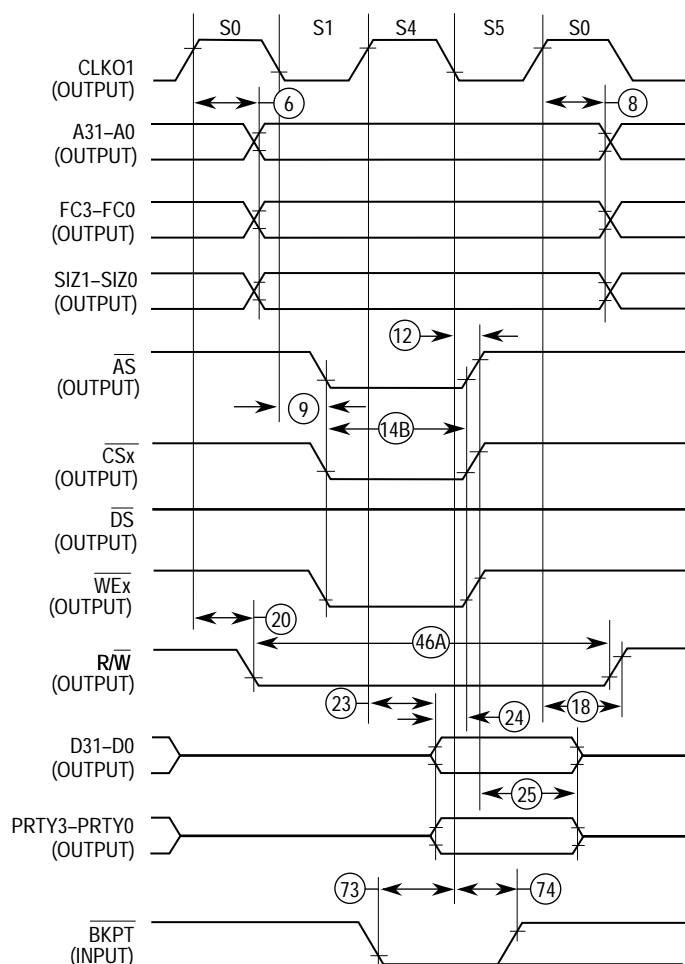 S0 S1 S4 S5 S0
CLKO1
(OUTPUT)
6 8
A31–A0
(OUTPUT)
FC3–FC0
(OUTPUT)
SIZ1–SIZ0
(OUTPUT)
12
AS
(OUTPUT)
9
14B
CSx
(OUTPUT)
DS
(OUTPUT)
WEx
(OUTPUT)
20
46A
R/W
(OUTPUT)
23 24 18
D31–D0
(OUTPUT)
25
PRTY3–PRTY0
(OUTPUT)
73 74
BKPT
(INPUT)